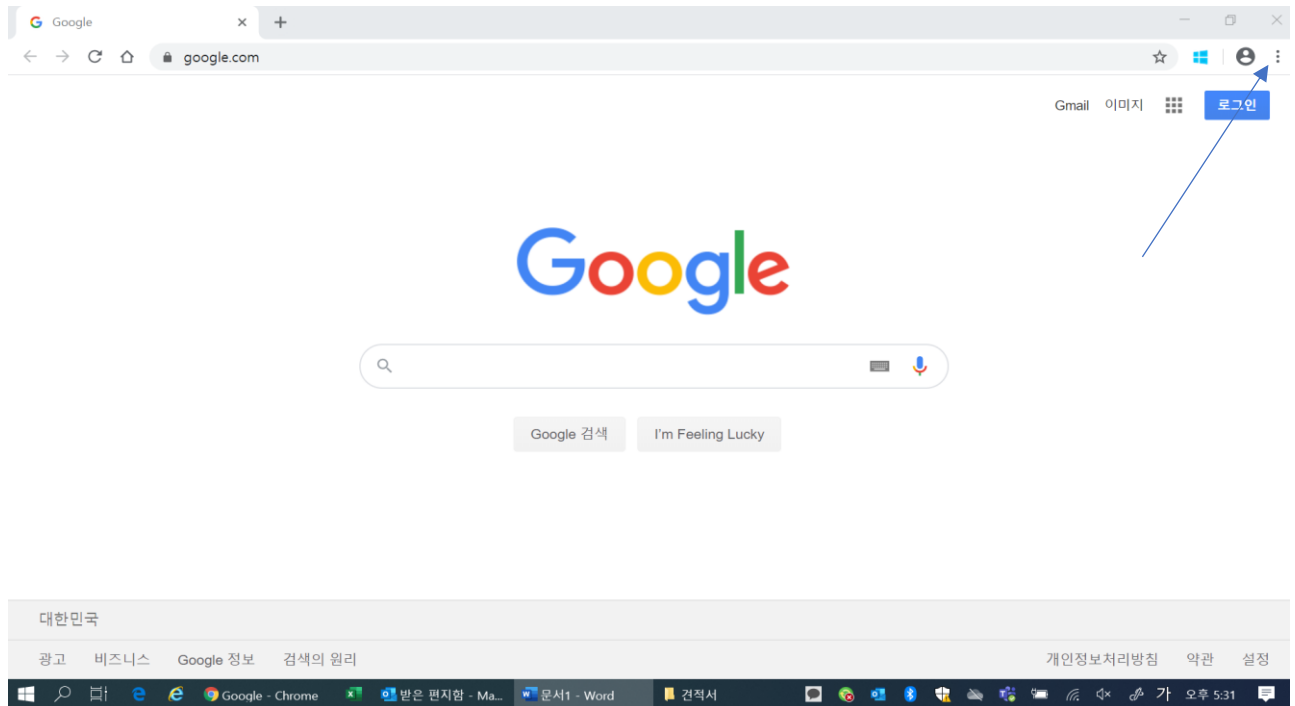 Google
google.com
Gmail 이미지 로그인
Google
Google 검색 I'm Feeling Lucky
대한민국
광고 비즈니스 Google 정보 검색의 원리 개인정보처리방침 약관 설정
Google - Chrome 받은 편지함 - Ma... 문서1 - Word 견적서 가 오후 5:31